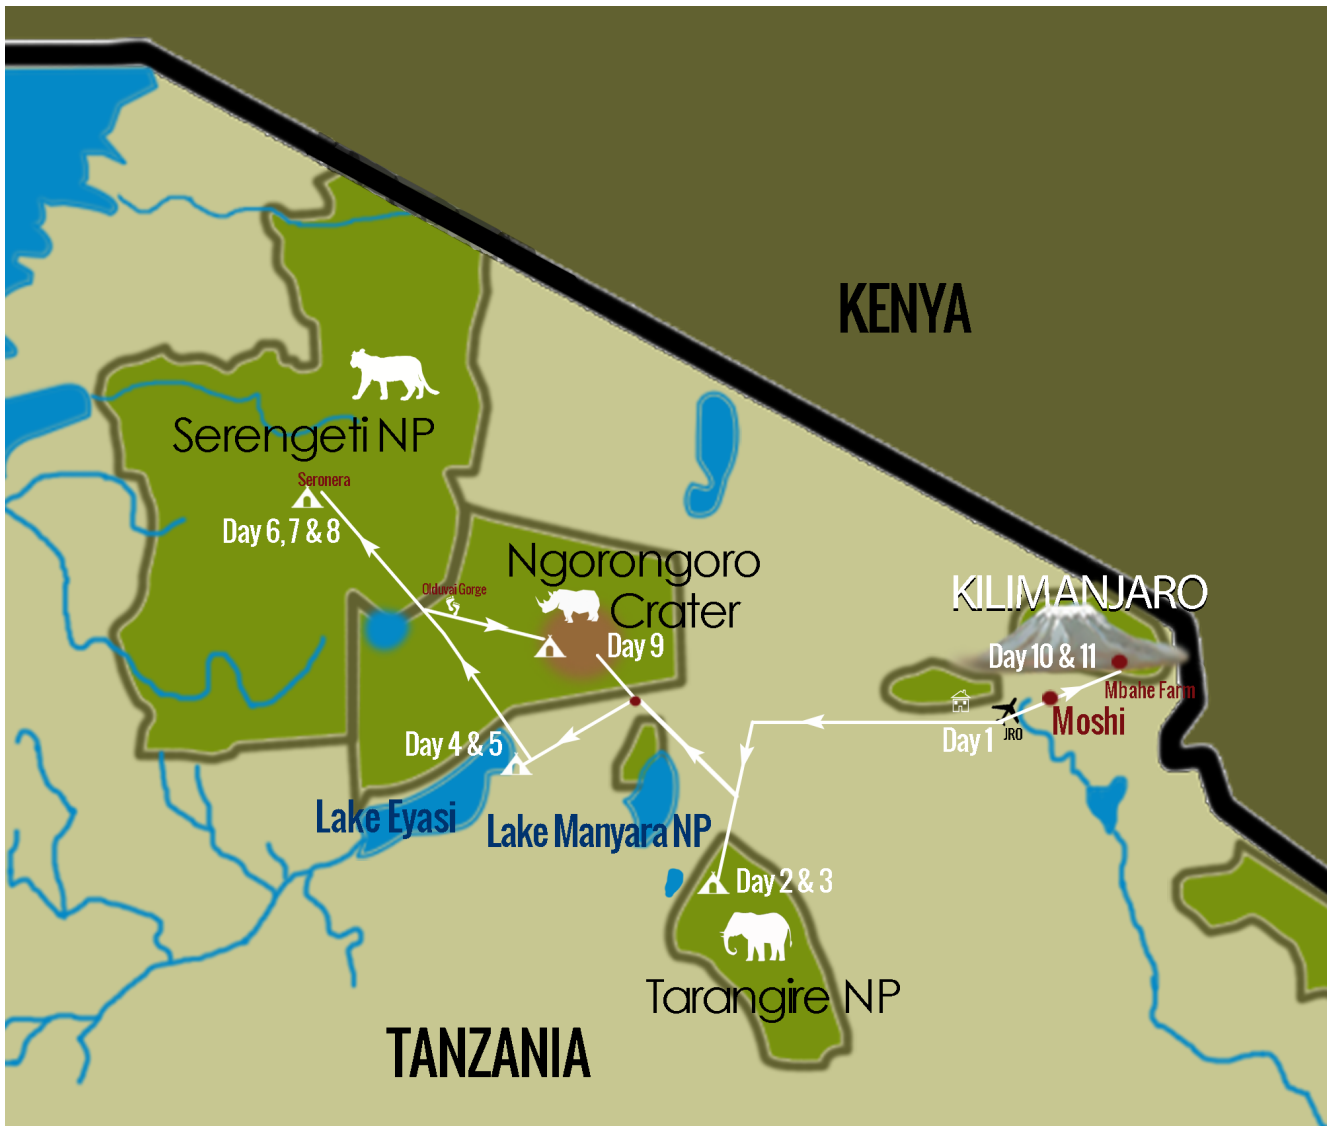 KENYA
Serengeti NP
Seronera
Day 6, 7 & 8
Ngorongoro
Crater
Olduvai Gorge
Day 9
KILIMANJARO
Day 10 & 11
Mbahe Farm
Moshi
JRO
Day 1
Day 4 & 5
Lake Eyasi
Lake Manyara NP
Day 2 & 3
Tarangire NP
TANZANIA